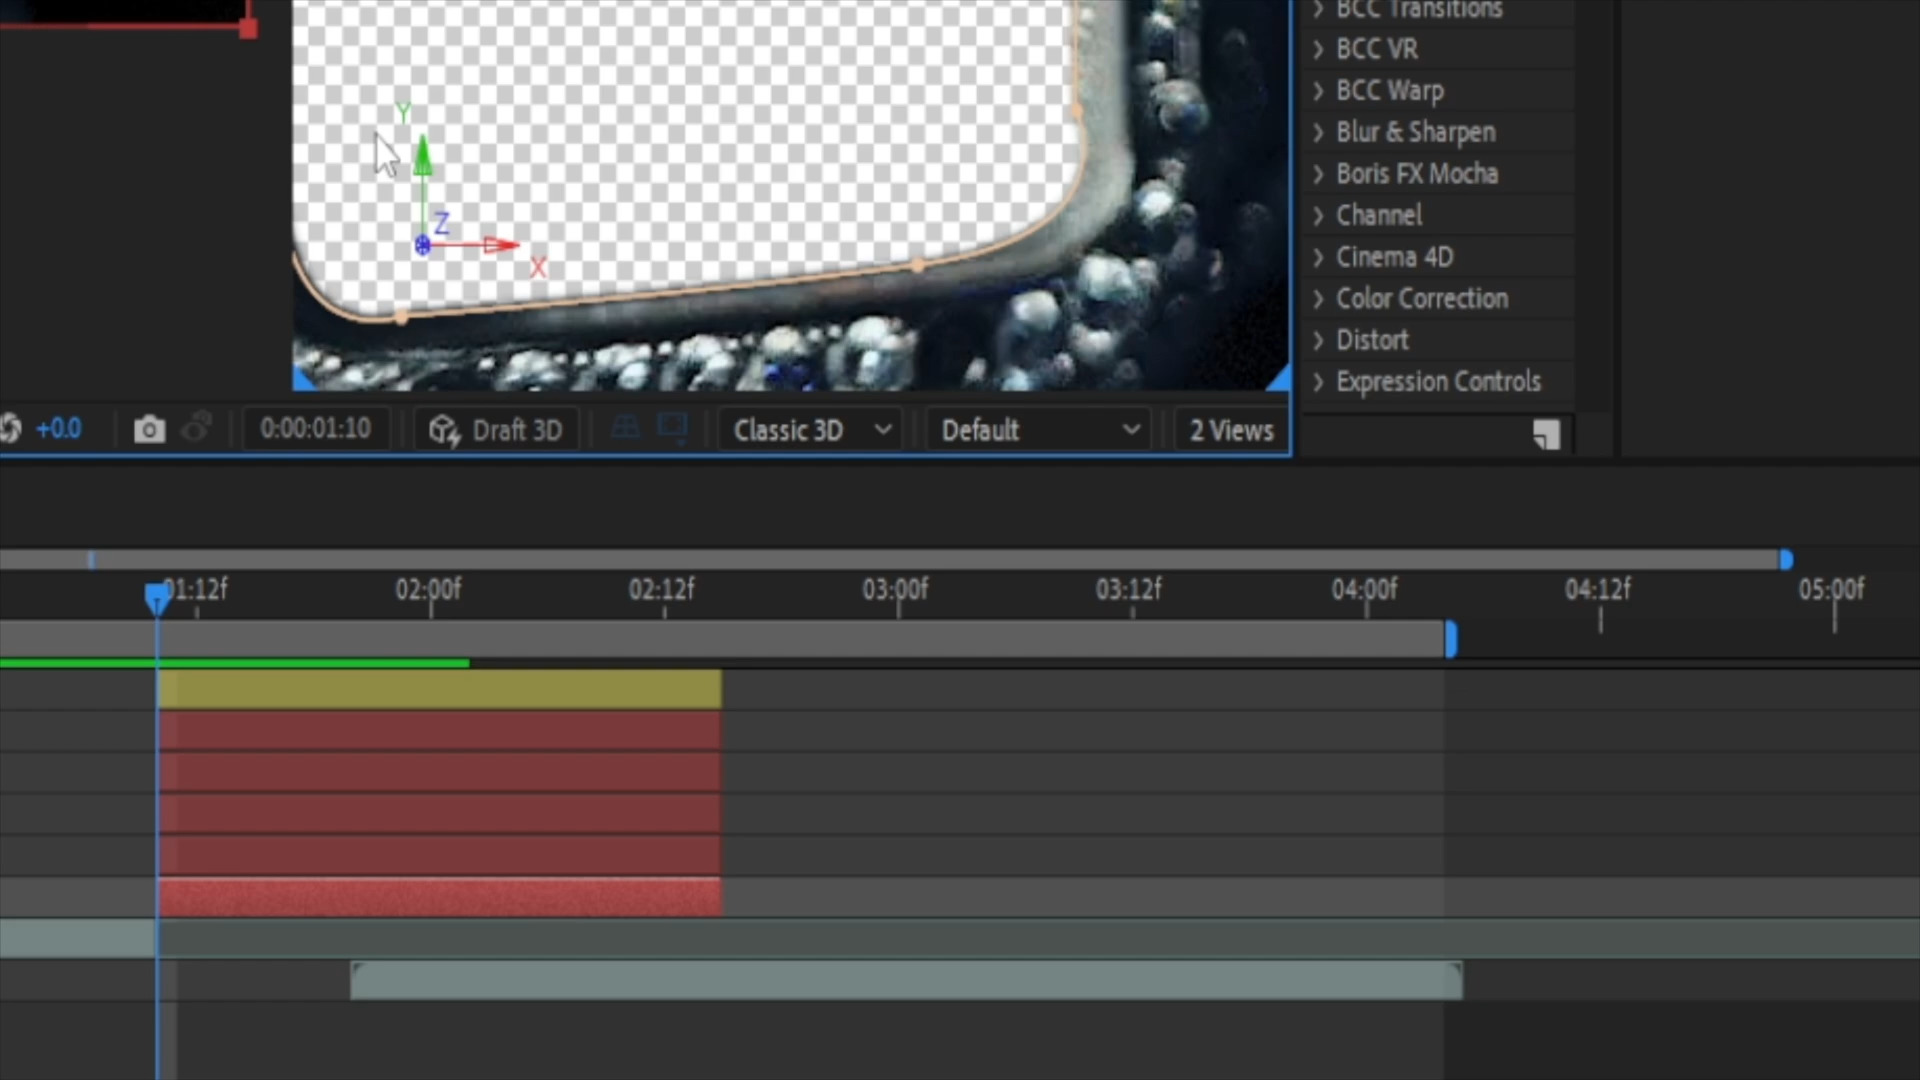 BCC Transitions
BCC VR
BCC Warp
Blur & Sharpen
Boris FX Mocha
Channel
Cinema 4D
Color Correction
Distort
Expression Controls
Y
Z
X
+0.0
0:00:01:10
Draft 3D
Classic 3D
Default
2 Views
01:12f
02:00f
02:12f
03:00f
03:12f
04:00f
04:12f
05:00f